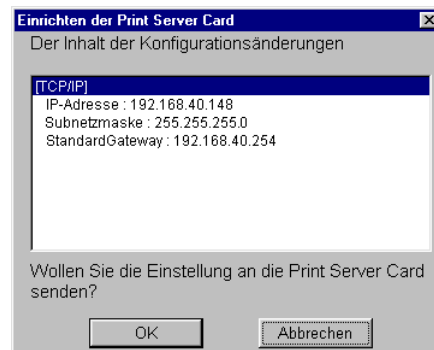 Einrichten der Print Server Card
Der Inhalt der Konfigurationsänderungen
[TCP/IP]
IP-Adresse : 192.168.40.148
Subnetzmaske : 255.255.255.0
StandardGateway : 192.168.40.254
Wollen Sie die Einstellung an die Print Server Card
senden?
OK Abbrechen